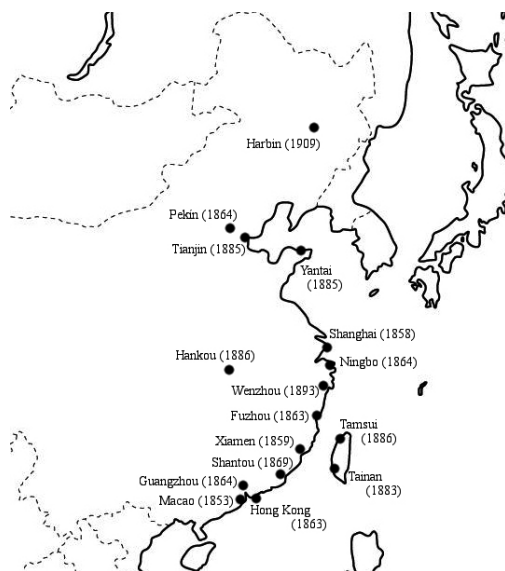 Harbin (1909)
Pekín (1864)
Tianjin (1885)
Yantai
(1885)
Shanghai (1858)
Hankou (1886)
Ningbo (1864)
Wenzhou (1893)
Fuzhou (1863)
Tamsui
(1886)
Xiamen (1859)
Shantou (1869)
Tainan
(1883)
Guangzhou (1864)
Macao (1853)
Hong Kong
(1863)